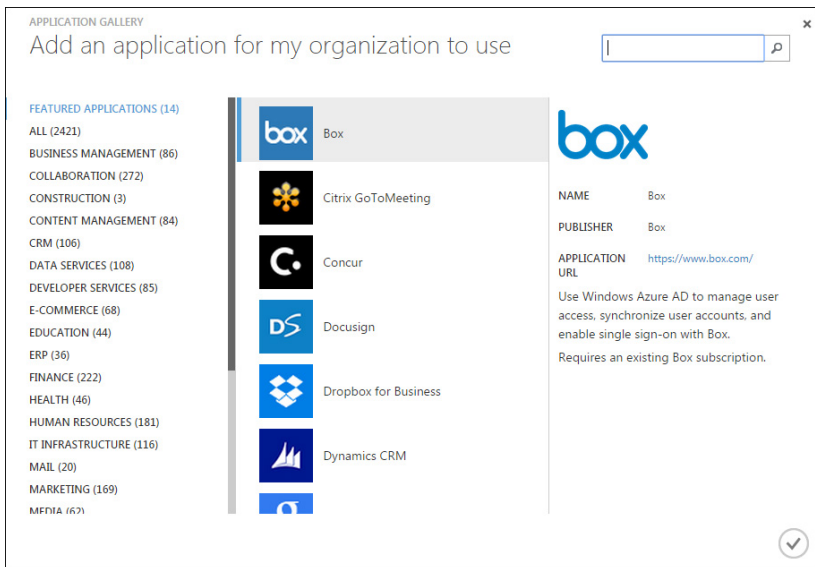 APPLICATION GALLERY
Add an application for my organization to use
FEATURED APPLICATIONS (14)
ALL (2421)
BUSINESS MANAGEMENT (86)
COLLABORATION (272)
CONSTRUCTION (3)
CONTENT MANAGEMENT (84)
CRM (106)
DATA SERVICES (108)
DEVELOPER SERVICES (85)
E-COMMERCE (68)
EDUCATION (44)
ERP (36)
FINANCE (222)
HEALTH (46)
HUMAN RESOURCES (181)
IT INFRASTRUCTURE (116)
MAIL (20)
MARKETING (169)
MEDIA (62)
box Box
Citrix GoToMeeting
C. Concur
DS Docusign
Dropbox for Business
Dynamics CRM
g
box
NAME Box
PUBLISHER Box
APPLICATION https://www.box.com/
URL
Use Windows Azure AD to manage user
access, synchronize user accounts, and
enable single sign-on with Box.
Requires an existing Box subscription.